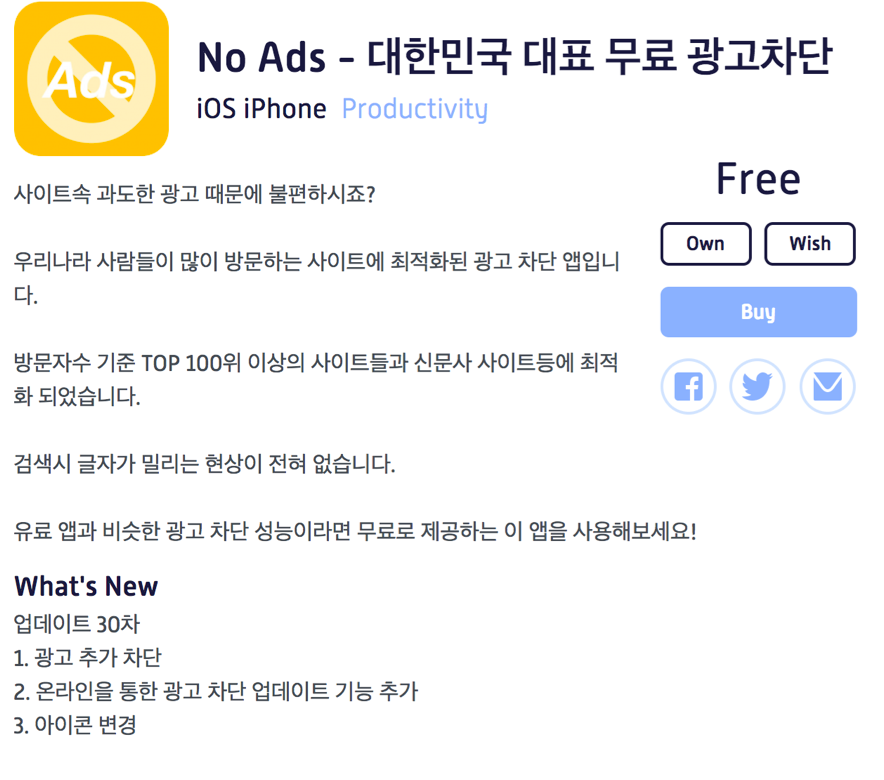 Ads
No Ads - 대한민국 대표 무료 광고차단
iOS iPhone Productivity
Free
Own Wish
Buy
사이트속 과도한 광고 때문에 불편하시죠?
우리나라 사람들이 많이 방문하는 사이트에 최적화된 광고 차단 앱입니
다.
방문자수 기준 TOP 100위 이상의 사이트들과 신문사 사이트등에 최적
화 되었습니다.
검색시 글자가 밀리는 현상이 전혀 없습니다.
유료 앱과 비슷한 광고 차단 성능이라면 무료로 제공하는 이 앱을 사용해보세요!
What's New
업데이트 30차
1. 광고 추가 차단
2. 온라인을 통한 광고 차단 업데이트 기능 추가
3. 아이콘 변경